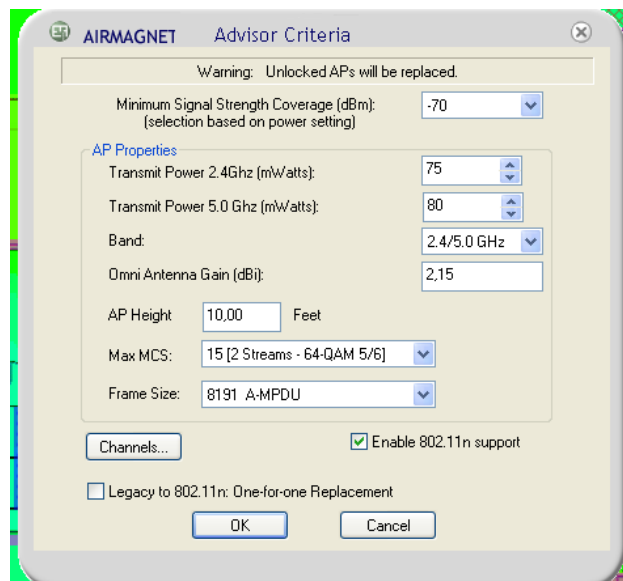 AIRMAGNET Advisor Criteria
Warning: Unlocked APs will be replaced.
Minimum Signal Strength Coverage (dBm): -70
(selection based on power setting)
AP Properties
Transmit Power 2.4Ghz (mWatts): 75
Transmit Power 5.0 Ghz (mWatts): 80
Band: 2.4/5.0 GHz
Omni Antenna Gain (dBi): 2,15
AP Height 10,00 Feet
Max MCS: 15 [2 Streams - 64-QAM 5/6]
Frame Size: 8191 A-MPDU
Channels... Enable 802.11n support
Legacy to 802.11n: One-for-one Replacement
OK Cancel